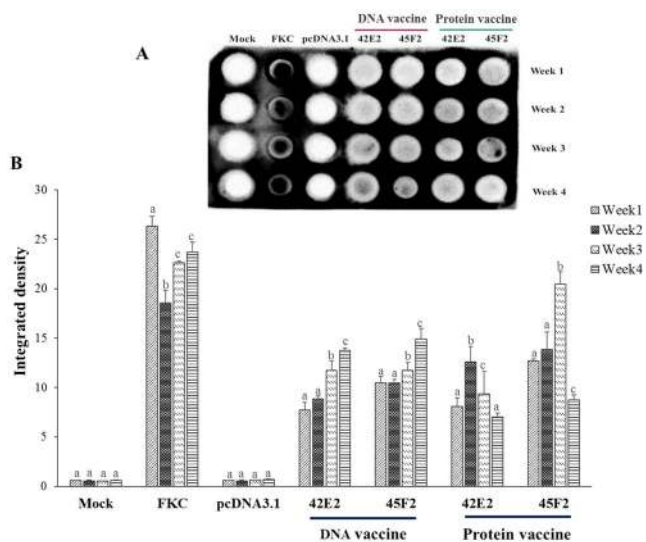 DNA vaccine Protein vaccine
Mock FKC pcDNA3.1 42E2 45F2 42E2 45F2
A
Week 1
Week 2
Week 3
Week 4
B
30
25
20
15
10
5
0
Integrated density
Week1
Week2
Week3
Week4
a a a a
a b c c
a a a a
a a b c
a a b c
a b c a
a a b c
Mock FKC pcDNA3.1 42E2 45F2 42E2 45F2
DNA vaccine Protein vaccine